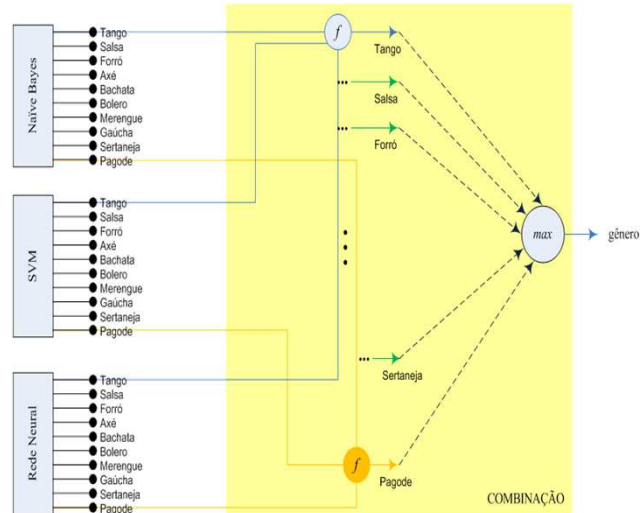 Naïve Bayes
Tango
Salsa
Forró
Axé
Bachata
Bolero
Merengue
Gaúcha
Sertaneja
Pagode
SVM
Tango
Salsa
Forró
Axé
Bachata
Bolero
Merengue
Gaúcha
Sertaneja
Pagode
Rede Neural
Tango
Salsa
Forró
Axé
Bachata
Bolero
Merengue
Gaúcha
Sertaneja
Pagode
f
Tango
...
Salsa
...
Forró
...
Sertaneja
f
Pagode
max
gênero
COMBINAÇÃO